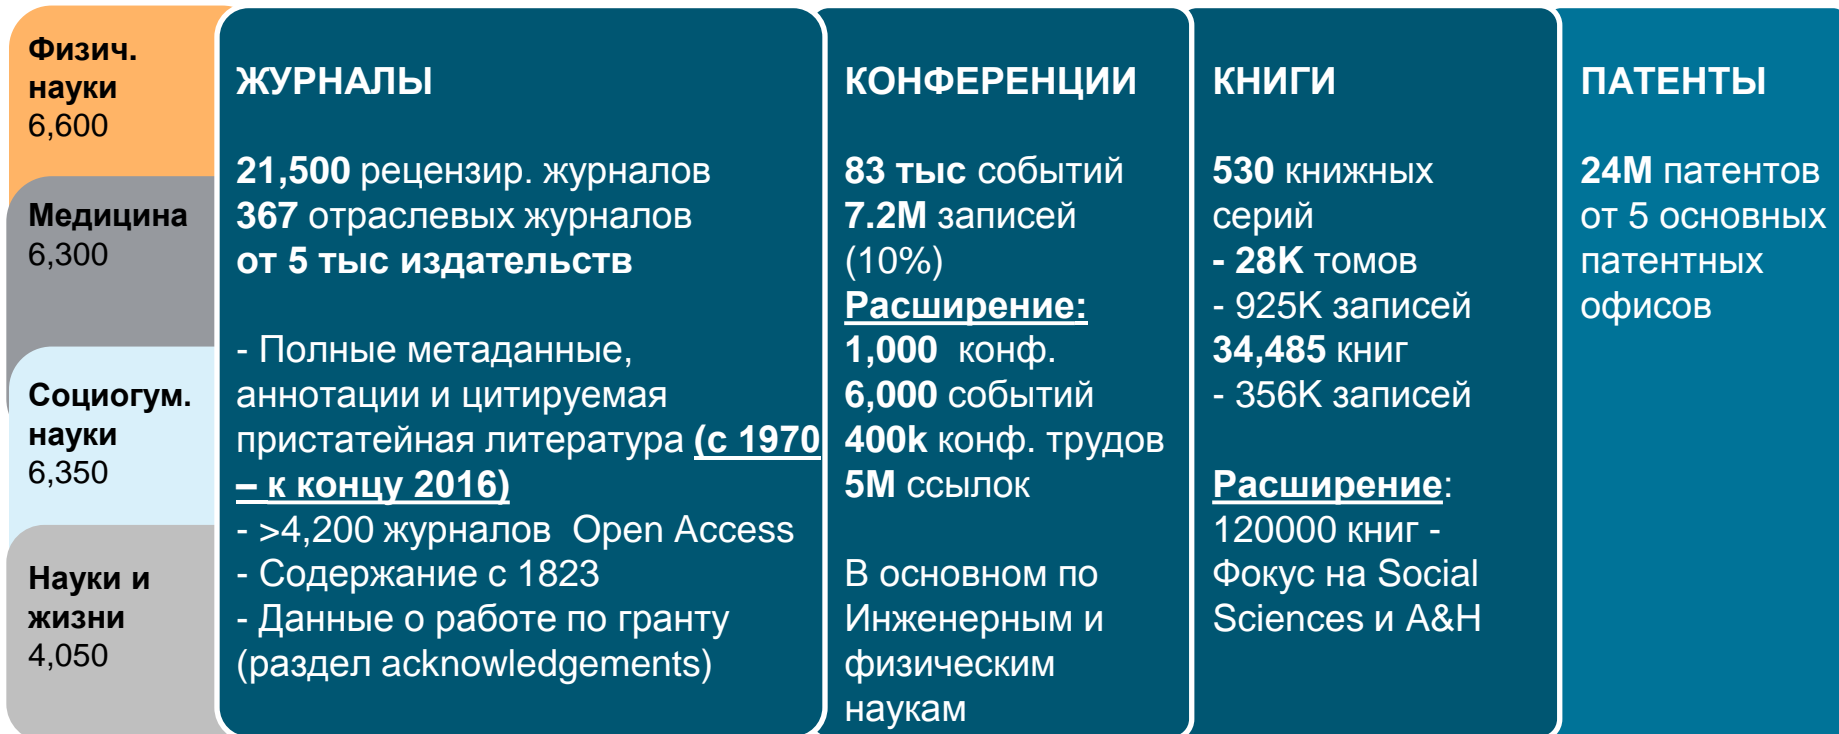 Физич.
науки
6,600
Медицина
6,300
Социогум.
науки
6,350
Науки и
жизни
4,050
ЖУРНАЛЫ
21,500 рецензир. журналов
367 отраслевых журналов
от 5 тыс издательств
- Полные метаданные,
аннотации и цитируемая
пристатейная литература (с 1970
– к концу 2016)
- >4,200 журналов Open Access
- Содержание с 1823
- Данные о работе по гранту
(раздел acknowledgements)
КОНФЕРЕНЦИИ
83 тыс событий
7.2M записей
(10%)
Расширение:
1,000 конф.
6,000 событий
400k конф. трудов
5M ссылок
В основном по
Инженерным и
физическим
наукам
КНИГИ
530 книжных
серий
- 28K томов
- 925K записей
34,485 книг
- 356K записей
Расширение:
120000 книг -
Фокус на Social
Sciences и A&H
ПАТЕНТЫ
24M патентов
от 5 основных
патентных
офисов